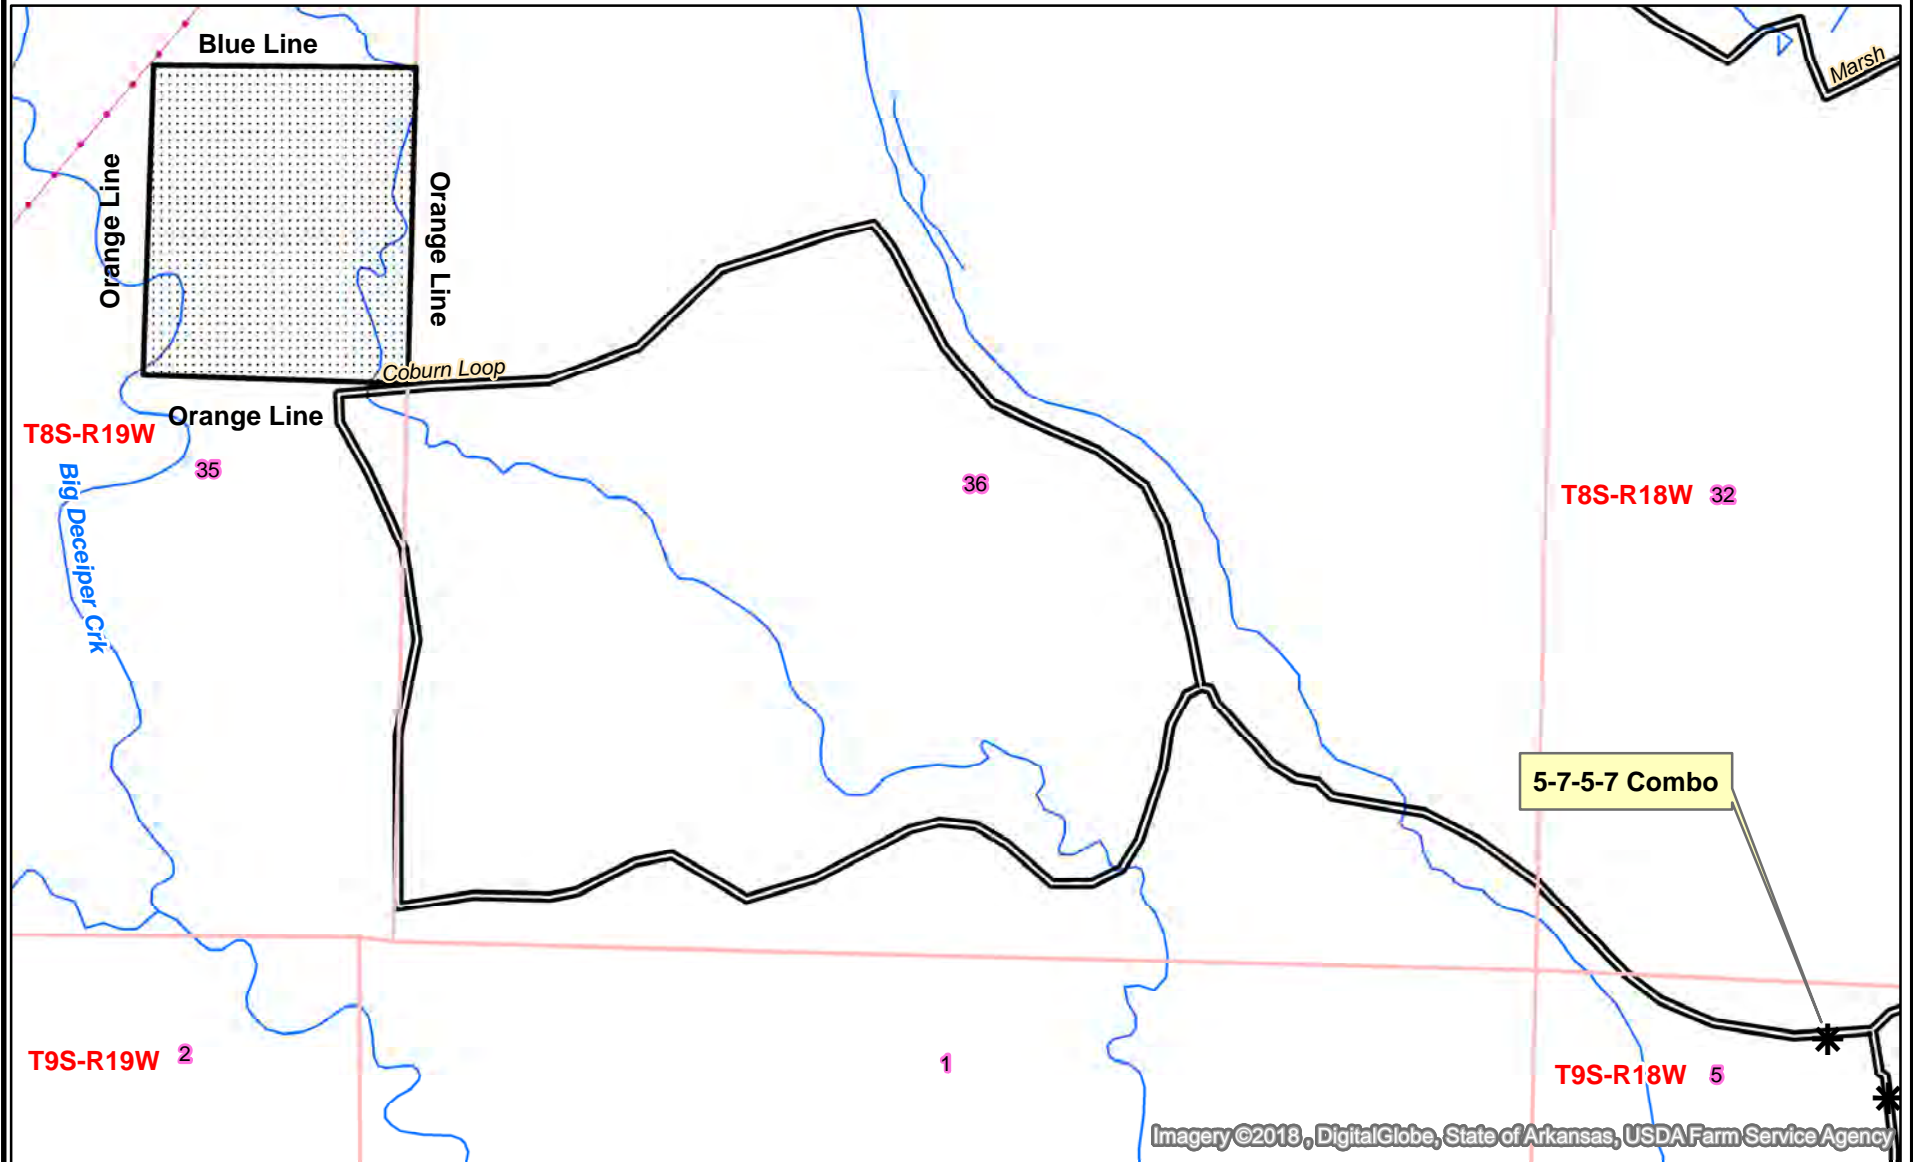 Blue Line
Marsh
Orange Line
Orange Line
Coburn Loop
Orange Line
T8S-R19W
35
36
T8S-R18W 32
Big Deceiper Crk
5-7-5-7 Combo
T9S-R19W 2
1
T9S-R18W 5
Imagery ©2018 , DigitalGlobe, State of Arkansas, USDA Farm Service Agency